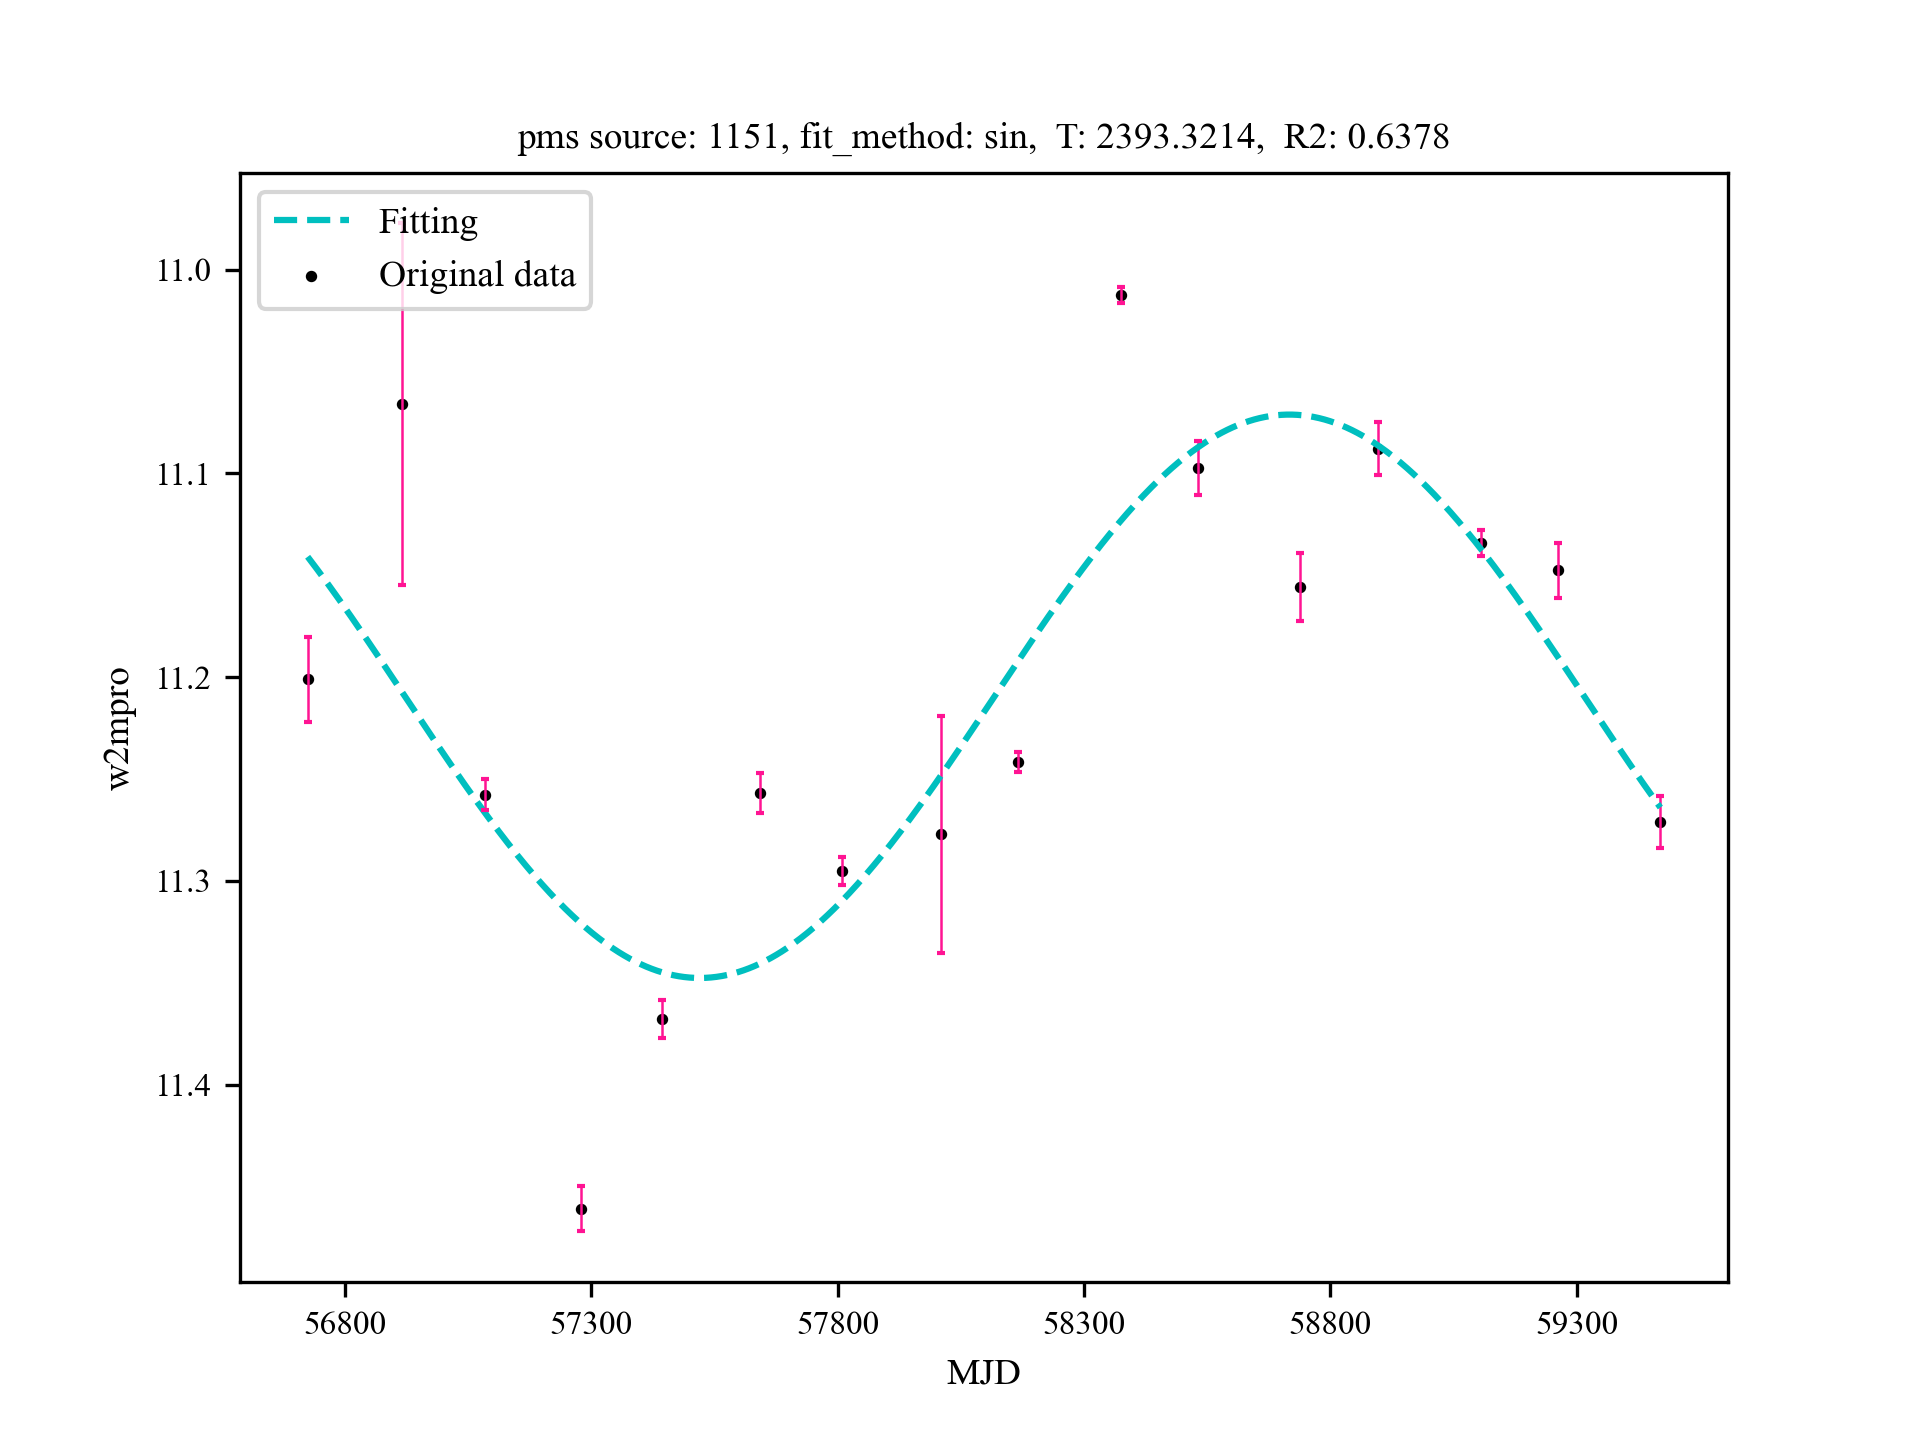 pms source: 1151, fit_method: sin,  T: 2393.3214,  R2: 0.6378
Fitting
Original data
11.0
11.1
11.2
11.3
11.4
w2mpro
56800 57300 57800 58300 58800 59300
MJD